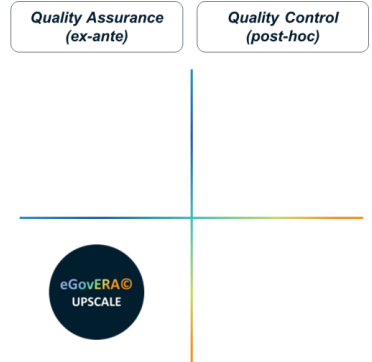 Quality Assurance
(ex-ante)
Quality Control
(post-hoc)
eGovERA©
UPSCALE